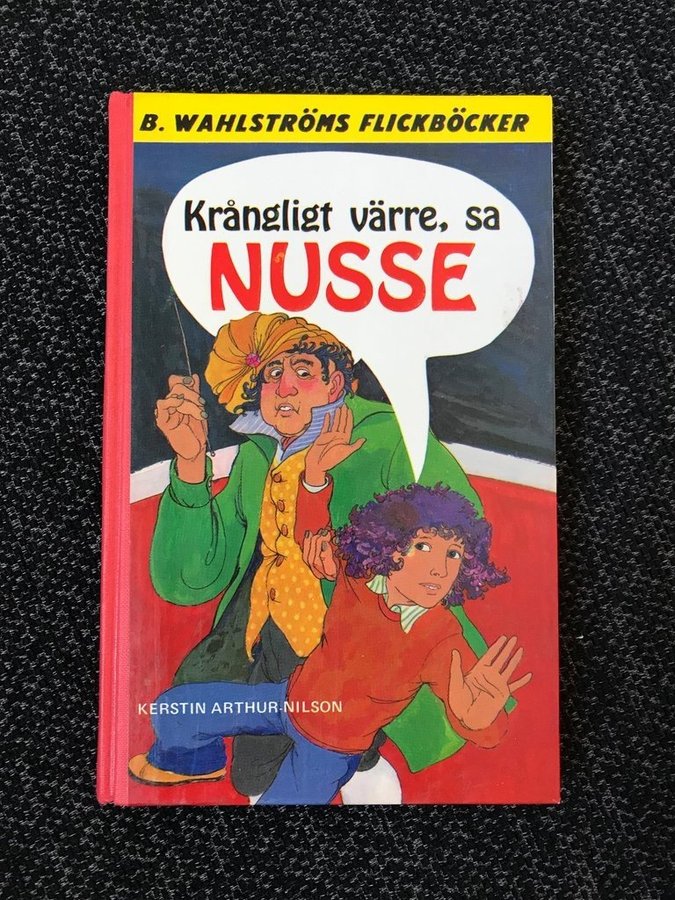 B. WAHLSTRÖMS FLICKBÖCKER
Krångligt värre, sa
NUSSE
KERSTIN ARTHUR-NILSON